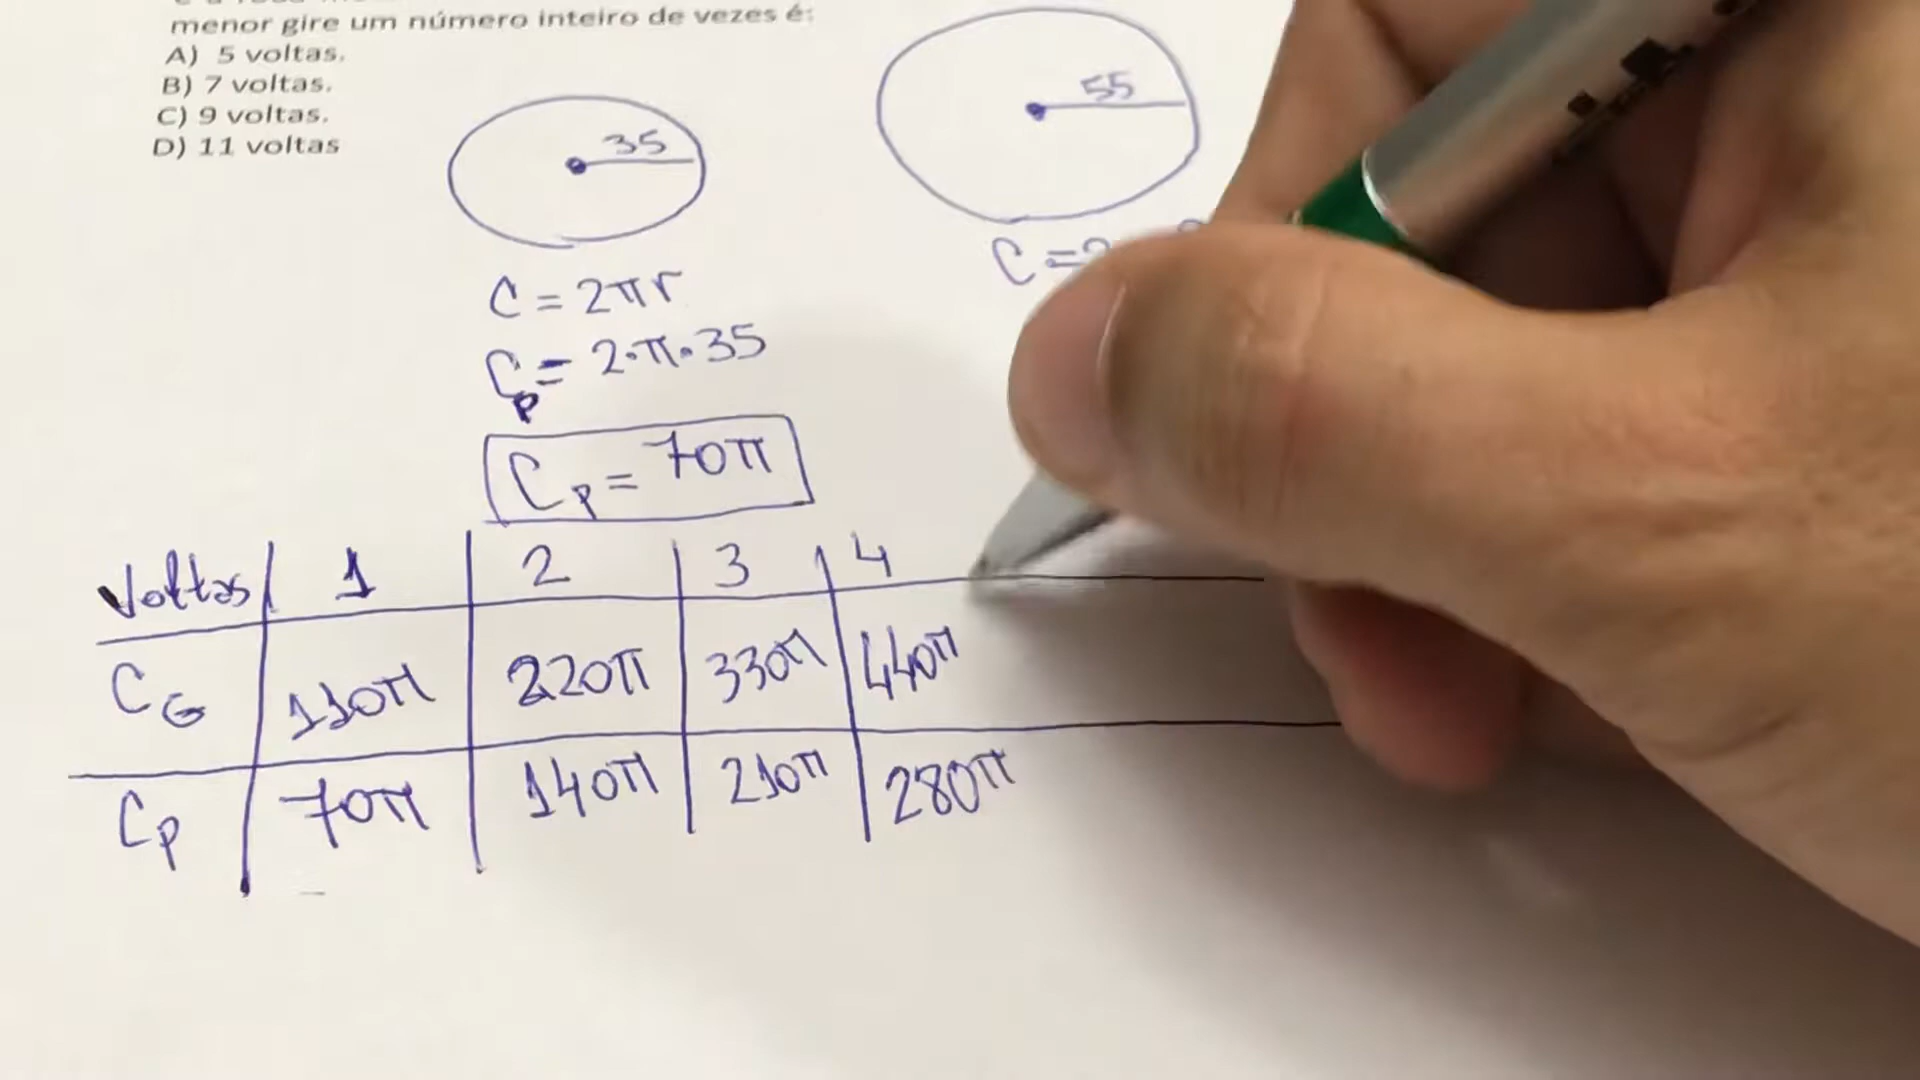 menor gire um número inteiro de vezes é:
A) 5 voltas.
B) 7 voltas.
C) 9 voltas.
D) 11 voltas
35
C = 2πr
Cp = 2·π·35
Cp = 70π
55
C =
Voltas 1 2 3 4
CG 110π 220π 330π 440π
Cp 70π 140π 210π 280π